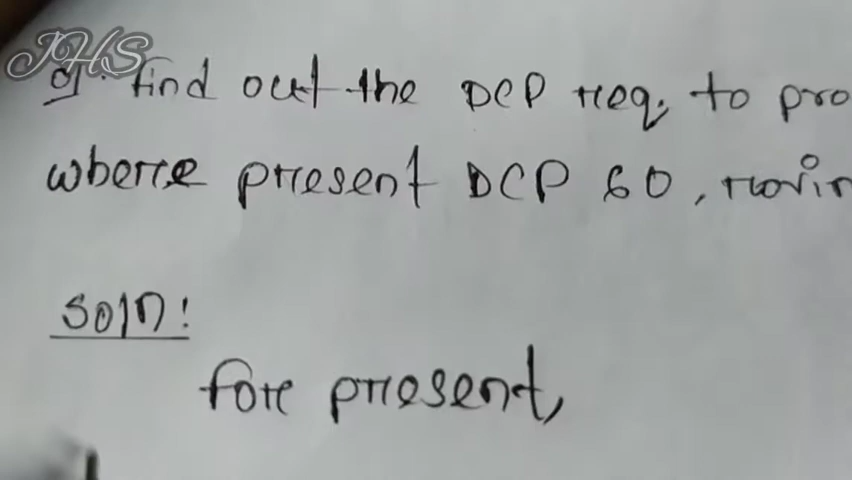 JHS
Q. Find out the DCP req. to pro
where present DCP 60, rovin
Soln:
for present,